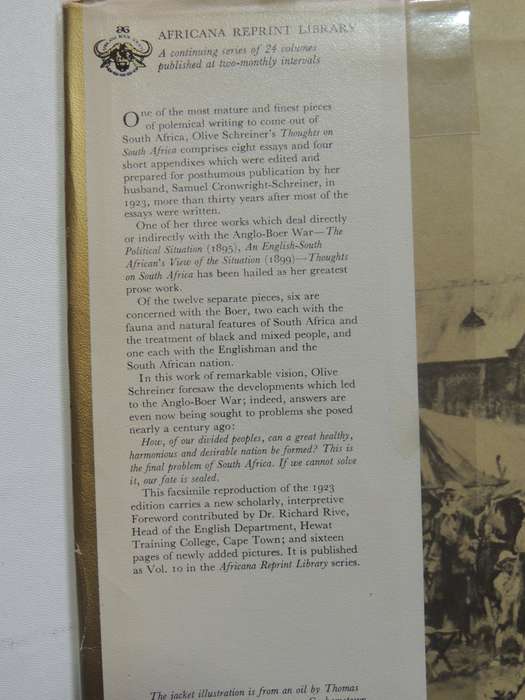 AFRICANA REPRINT LIBRARY
A continuing series of 24 volumes
published at two-monthly intervals
One of the most mature and finest pieces
of polemical writing to come out of
South Africa, Olive Schreiner's Thoughts on
South Africa comprises eight essays and four
short appendixes which were edited and
prepared for posthumous publication by her
husband, Samuel Cronwright-Schreiner, in
1923, more than thirty years after most of the
essays were written.
One of her three works which deal directly
or indirectly with the Anglo-Boer War—The
Political Situation (1895), An English-South
African's View of the Situation (1899)—Thoughts
on South Africa has been hailed as her greatest
prose work.
Of the twelve separate pieces, six are
concerned with the Boer, two each with the
fauna and natural features of South Africa and
the treatment of black and mixed people, and
one each with the Englishman and the
South African nation.
In this work of remarkable vision, Olive
Schreiner foresaw the developments which led
to the Anglo-Boer War; indeed, answers are
even now being sought to problems she posed
nearly a century ago:
How, of our divided peoples, can a great healthy,
harmonious and desirable nation be formed? This is
the final problem of South Africa. If we cannot solve
it, our fate is sealed.
This facsimile reproduction of the 1923
edition carries a new scholarly, interpretive
Foreword contributed by Dr. Richard Rive,
Head of the English Department, Hewat
Training College, Cape Town; and sixteen
pages of newly added pictures. It is published
as Vol. 10 in the Africana Reprint Library series.
The jacket illustration is from an oil by Thomas